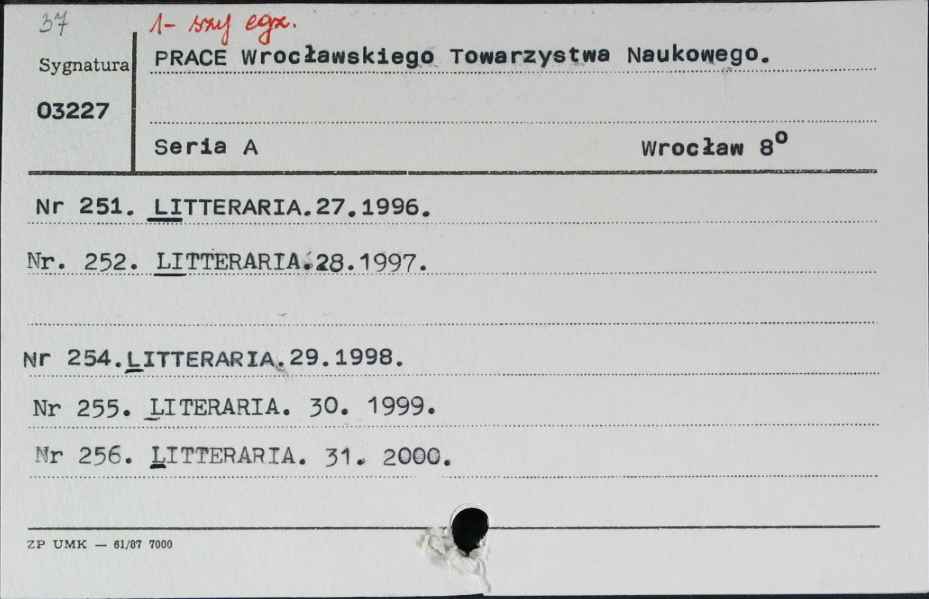 37
1-szy egz.
Sygnatura
PRACE Wrocławskiego Towarzystwa Naukowego.
03227
Seria A Wrocław 8°
Nr 251. LITTERARIA.27.1996.
Nr. 252. LITTERARIA.28.1997.
Nr 254.LITTERARIA.29.1998.
Nr 255. LITERARIA. 30. 1999.
Nr 256. LITTERARIA. 31. 2000.
ZP UMK — 61/87 7000